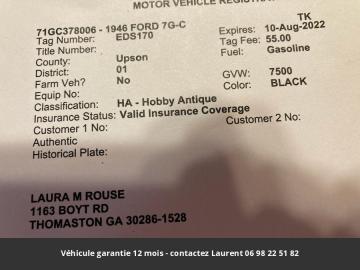 MOTOR VEHICLE REGISTRA
71GC378006 - 1946 FORD 7G-C TK
Tag Number: EDS170 Expires: 10-Aug-2022
Title Number: Tag Fee: 55.00
County: Upson Fuel: Gasoline
District: 01
Farm Veh? No GVW: 7500
Equip No: Color: BLACK
Classification: HA - Hobby Antique
Insurance Status: Valid Insurance Coverage
Customer 1 No: Customer 2 No:
Authentic
Historical Plate:
LAURA M ROUSE
1163 BOYT RD
THOMASTON GA 30286-1528
Véhicule garantie 12 mois - contactez Laurent 06 98 22 51 82